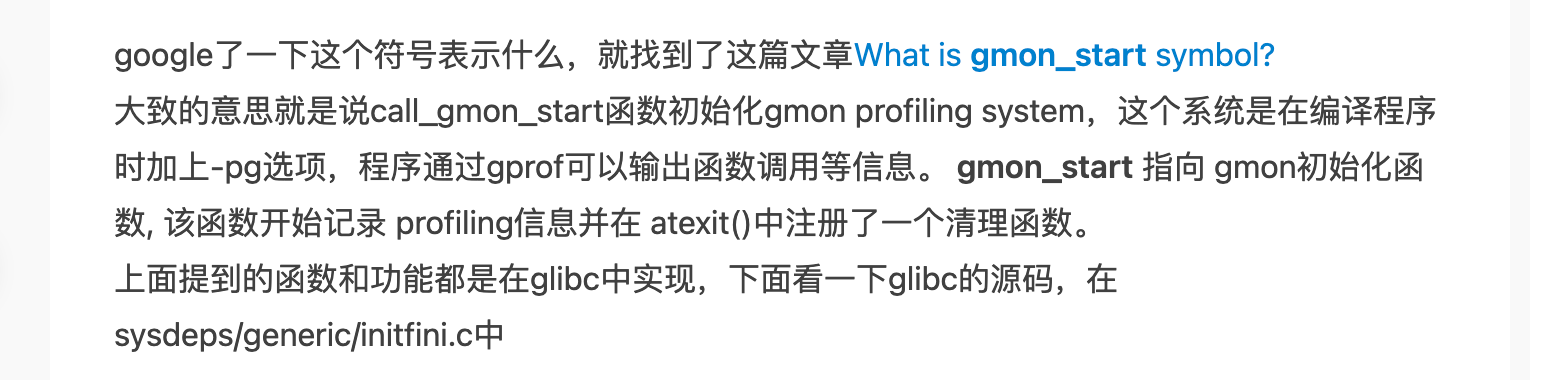 google了一下这个符号表示什么，就找到了这篇文章What is gmon_start symbol?
大致的意思就是说call_gmon_start函数初始化gmon profiling system，这个系统是在编译程序
时加上-pg选项，程序通过gprof可以输出函数调用等信息。 gmon_start 指向 gmon初始化函
数, 该函数开始记录 profiling信息并在 atexit()中注册了一个清理函数。
上面提到的函数和功能都是在glibc中实现，下面看一下glibc的源码，在
sysdeps/generic/initfini.c中